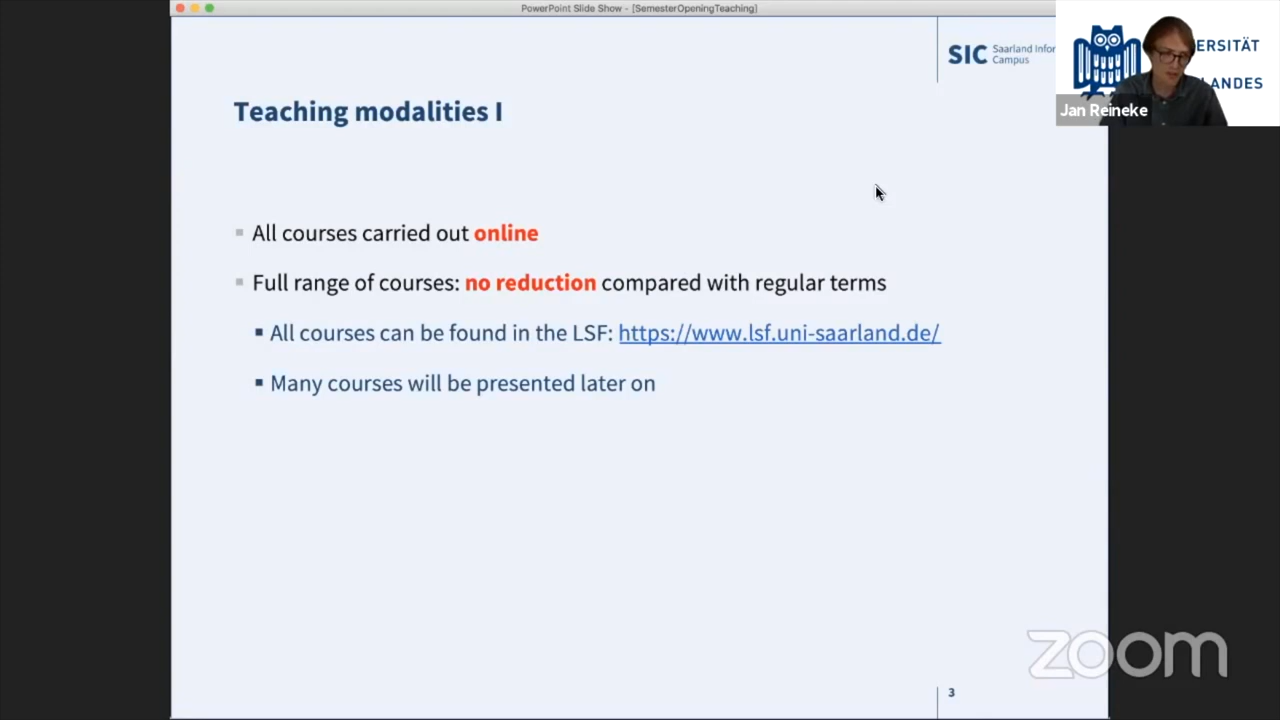 PowerPoint Slide Show - [SemesterOpeningTeaching]
SIC Saarland Infor
Campus
ERSITÄT
LANDES
Jan Reineke
Teaching modalities I
All courses carried out online
Full range of courses: no reduction compared with regular terms
All courses can be found in the LSF: https://www.lsf.uni-saarland.de/
Many courses will be presented later on
zoom
3